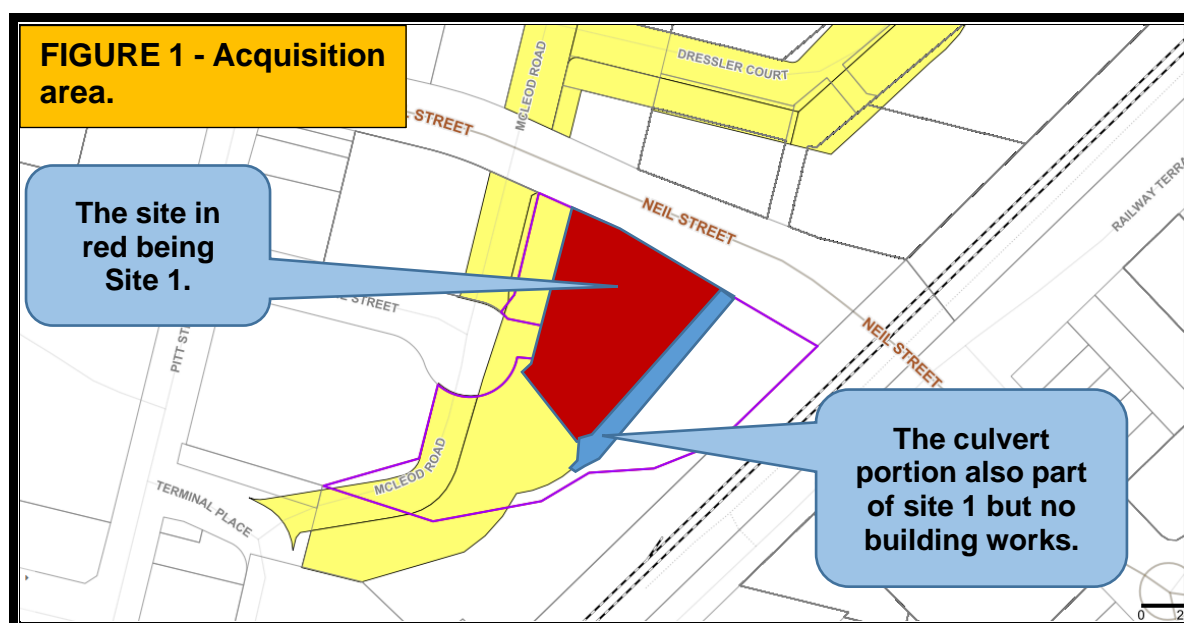 FIGURE 1 - Acquisition
area.
DRESSLER COURT
MCLEOD ROAD
STREET
NEIL STREET
RAILWAY TERRA
The site in
red being
Site 1.
STREET
PITT ST
NEIL STREET
The culvert
portion also part
of site 1 but no
building works.
MCLEOD ROAD
TERMINAL PLACE
0 2